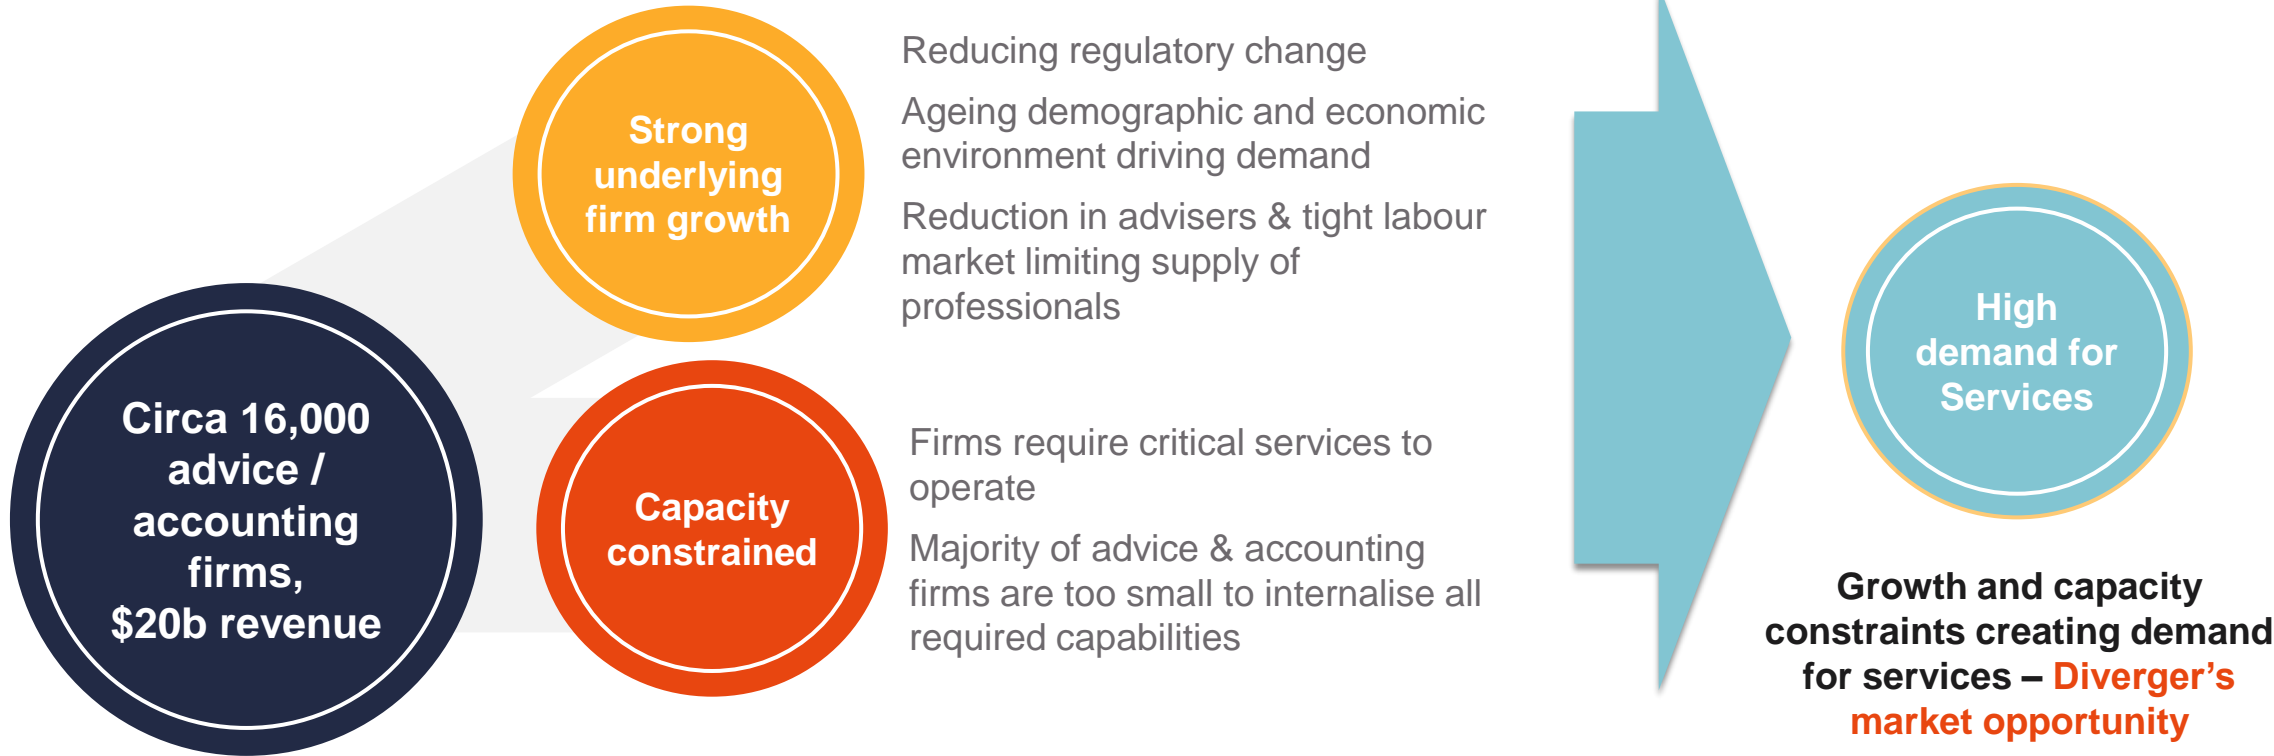 Circa 16,000
advice /
accounting
firms,
$20b revenue
Strong
underlying
firm growth
Reducing regulatory change
Ageing demographic and economic
environment driving demand
Reduction in advisers & tight labour
market limiting supply of
professionals
Capacity
constrained
Firms require critical services to
operate
Majority of advice & accounting
firms are too small to internalise all
required capabilities
High
demand for
Services
Growth and capacity
constraints creating demand
for services – Diverger’s
market opportunity